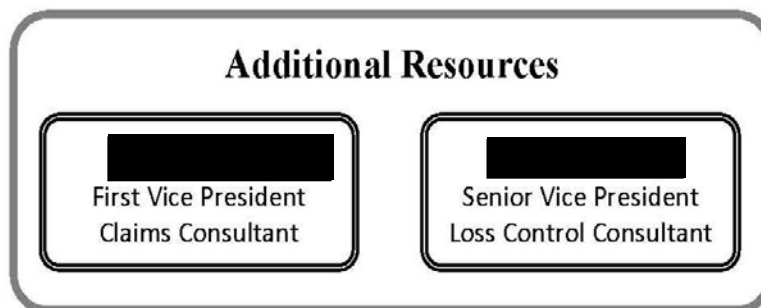 Additional Resources
First Vice President
Claims Consultant
Senior Vice President
Loss Control Consultant